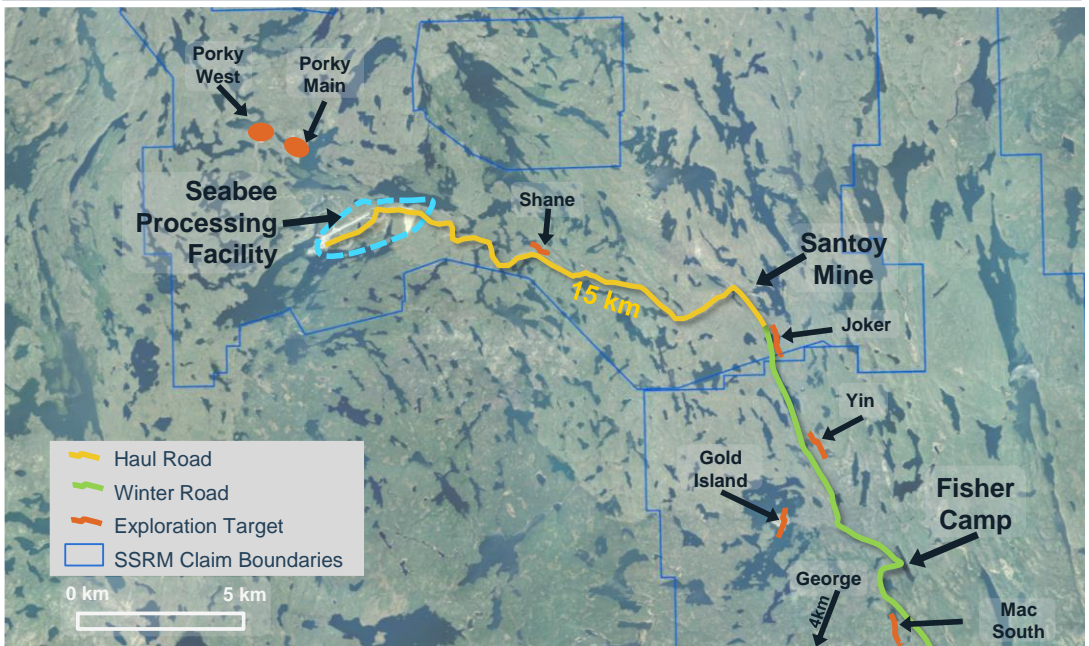 Porky
West
Porky
Main
Seabee
Processing
Facility
Shane
15 km
Santoy
Mine
Joker
Yin
Gold
Island
Fisher
Camp
George
4km
Mac
South
Haul Road
Winter Road
Exploration Target
SSRM Claim Boundaries
0 km
5 km